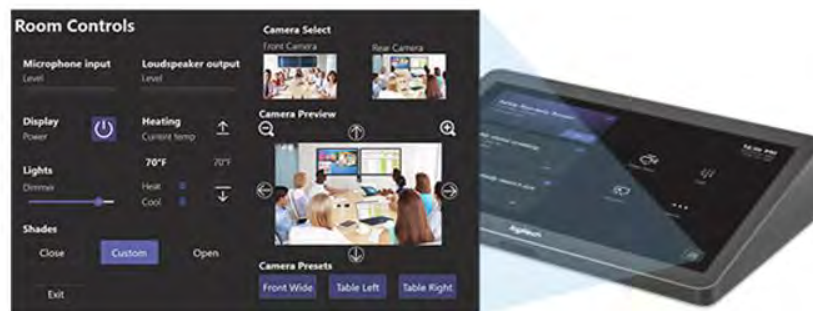 Room Controls
Microphone input
Level
Loudspeaker output
Level
Display
Power
Heating
Current temp
70°F
70°F
Heat
Cool
Lights
Dimmer
Shades
Close
Custom
Open
Exit
Camera Select
Front Camera
Rear Camera
Camera Preview
Camera Presets
Front Wide
Table Left
Table Right
logitech